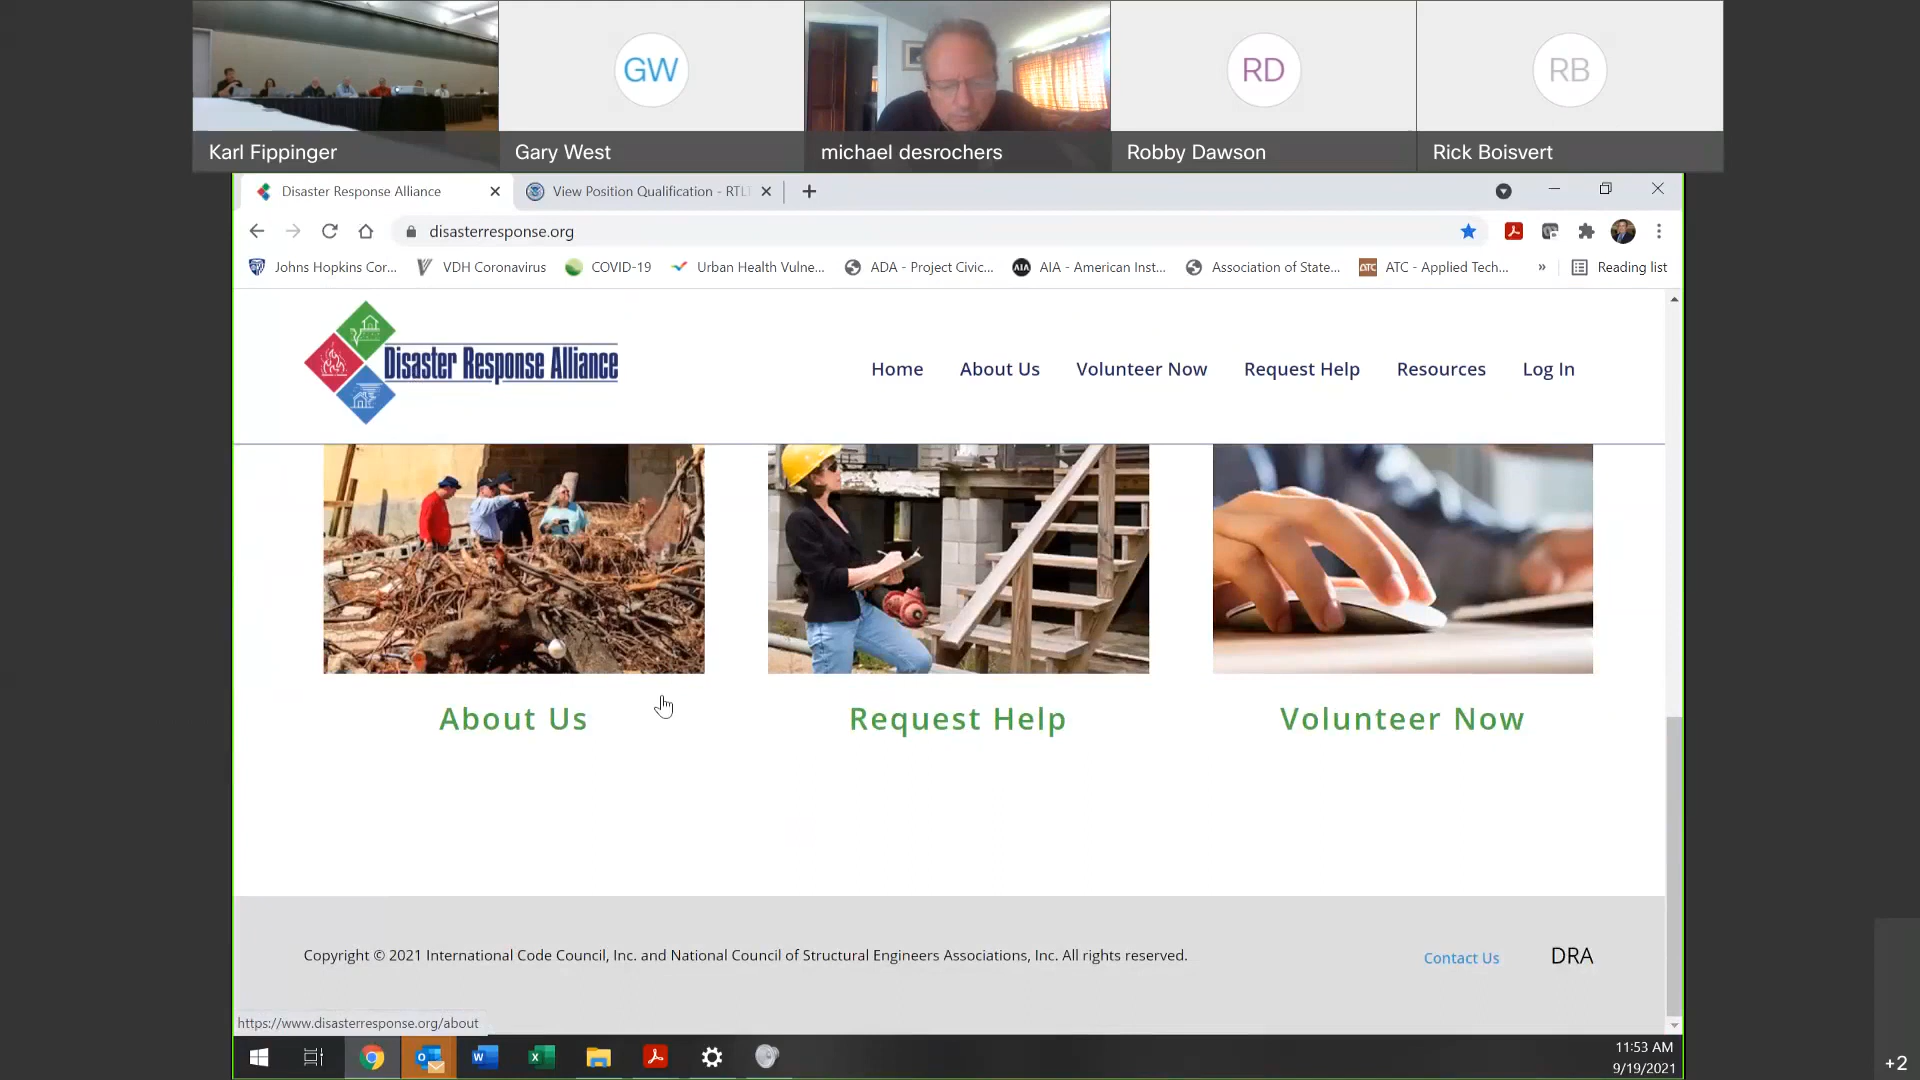 GW
RD
RB
Karl Fippinger
Gary West
michael desrochers
Robby Dawson
Rick Boisvert
Disaster Response Alliance
View Position Qualification - RTLT
disasterresponse.org
Johns Hopkins Cor...
VDH Coronavirus
COVID-19
Urban Health Vulne...
ADA - Project Civic...
AIA
AIA - American Inst...
Association of State...
ATC
ATC - Applied Tech...
»
Reading list
Disaster Response Alliance
Home
About Us
Volunteer Now
Request Help
Resources
Log In
About Us
Request Help
Volunteer Now
Copyright © 2021 International Code Council, Inc. and National Council of Structural Engineers Associations, Inc. All rights reserved.
Contact Us
DRA
https://www.disasterresponse.org/about
11:53 AM
9/19/2021
+2